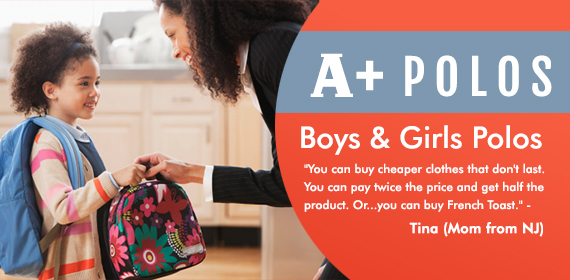 A+ POLOS
Boys & Girls Polos
"You can buy cheaper clothes that don't last.
You can pay twice the price and get half the
product. Or...you can buy French Toast." -
Tina (Mom from NJ)